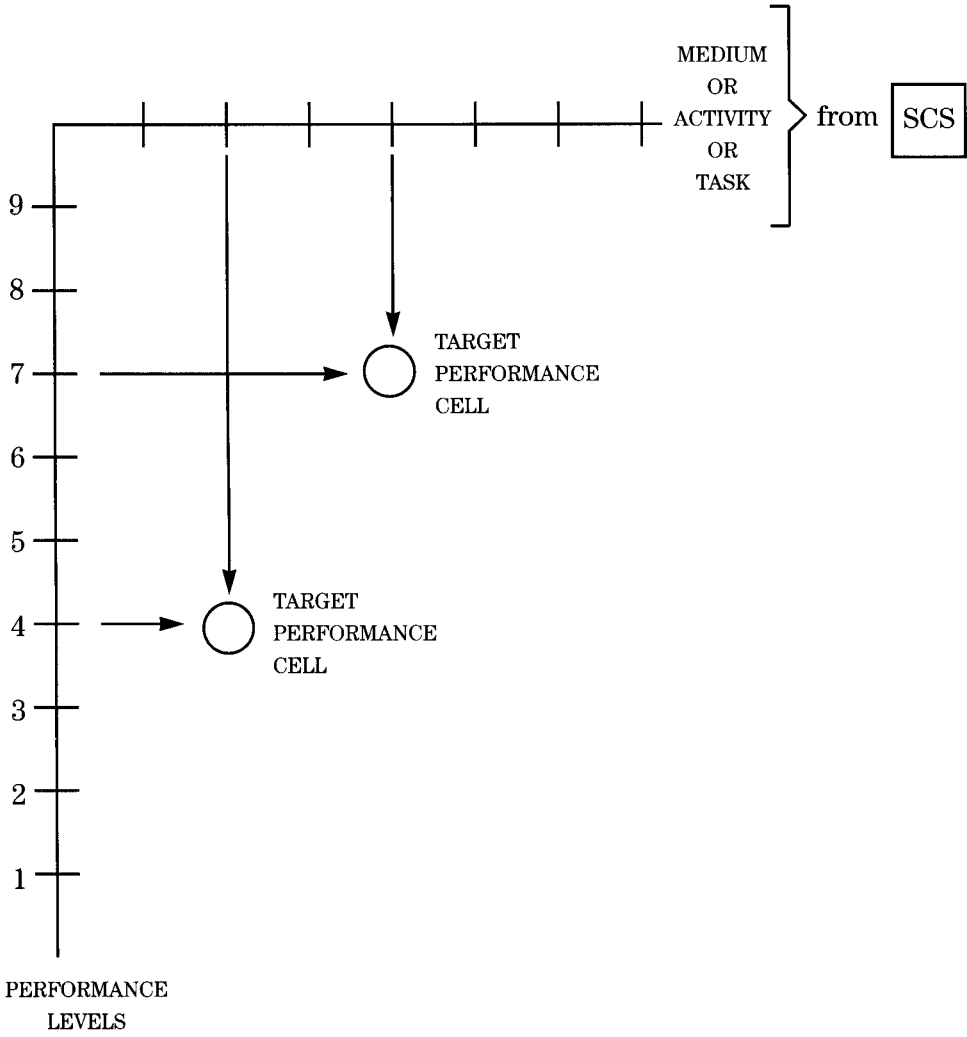 MEDIUM
OR
ACTIVITY
OR
TASK
from
SCS
9
8
7
TARGET
PERFORMANCE
CELL
6
5
4
TARGET
PERFORMANCE
CELL
3
2
1
PERFORMANCE
LEVELS